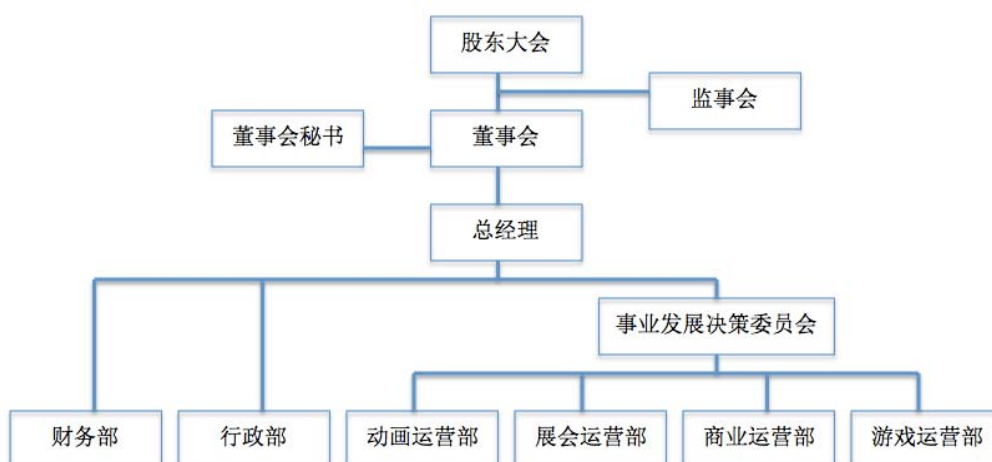 股东大会
监事会
董事会秘书
董事会
总经理
事业发展决策委员会
财务部
行政部
动画运营部
展会运营部
商业运营部
游戏运营部